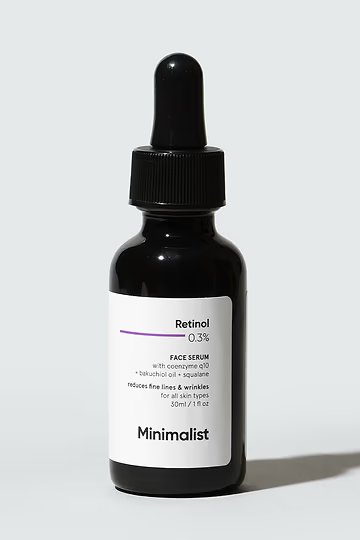 Retinol
0.3%
FACE SERUM
with coenzyme q10
+ bakuchiol oil + squalane
reduces fine lines & wrinkles
for all skin types
30ml / 1 fl oz
Minimalist